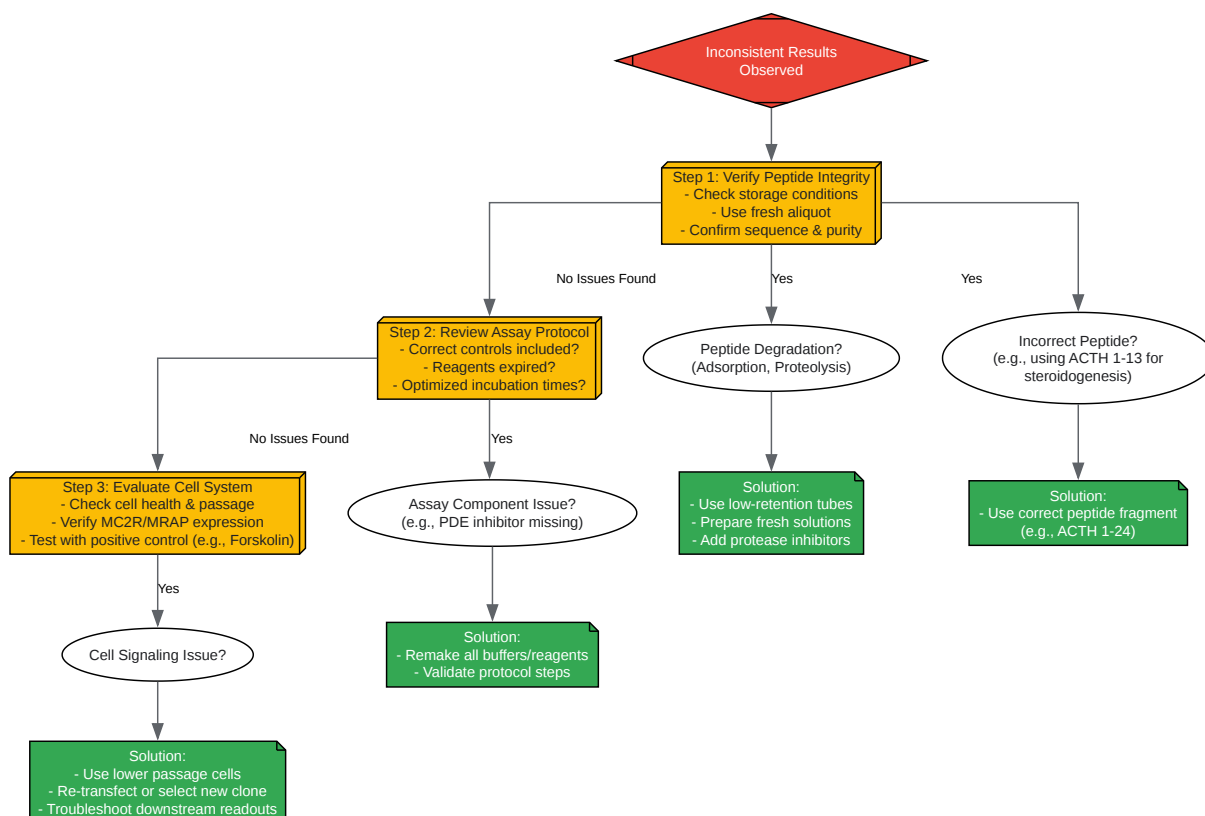 Inconsistent Results
Observed
Step 1: Verify Peptide Integrity
- Check storage conditions
- Use fresh aliquot
- Confirm sequence & purity
No Issues Found
Yes
Yes
Step 2: Review Assay Protocol
- Correct controls included?
- Reagents expired?
- Optimized incubation times?
Peptide Degradation?
(Adsorption, Proteolysis)
Incorrect Peptide?
(e.g., using ACTH 1-13 for
steroidogenesis)
No Issues Found
Yes
Step 3: Evaluate Cell System
- Check cell health & passage
- Verify MC2R/MRAP expression
- Test with positive control (e.g., Forskolin)
Assay Component Issue?
(e.g., PDE inhibitor missing)
Solution:
- Use low-retention tubes
- Prepare fresh solutions
- Add protease inhibitors
Solution:
- Use correct peptide fragment
(e.g., ACTH 1-24)
Yes
Cell Signaling Issue?
Solution:
- Remake all buffers/reagents
- Validate protocol steps
Solution:
- Use lower passage cells
- Re-transfect or select new clone
- Troubleshoot downstream readouts